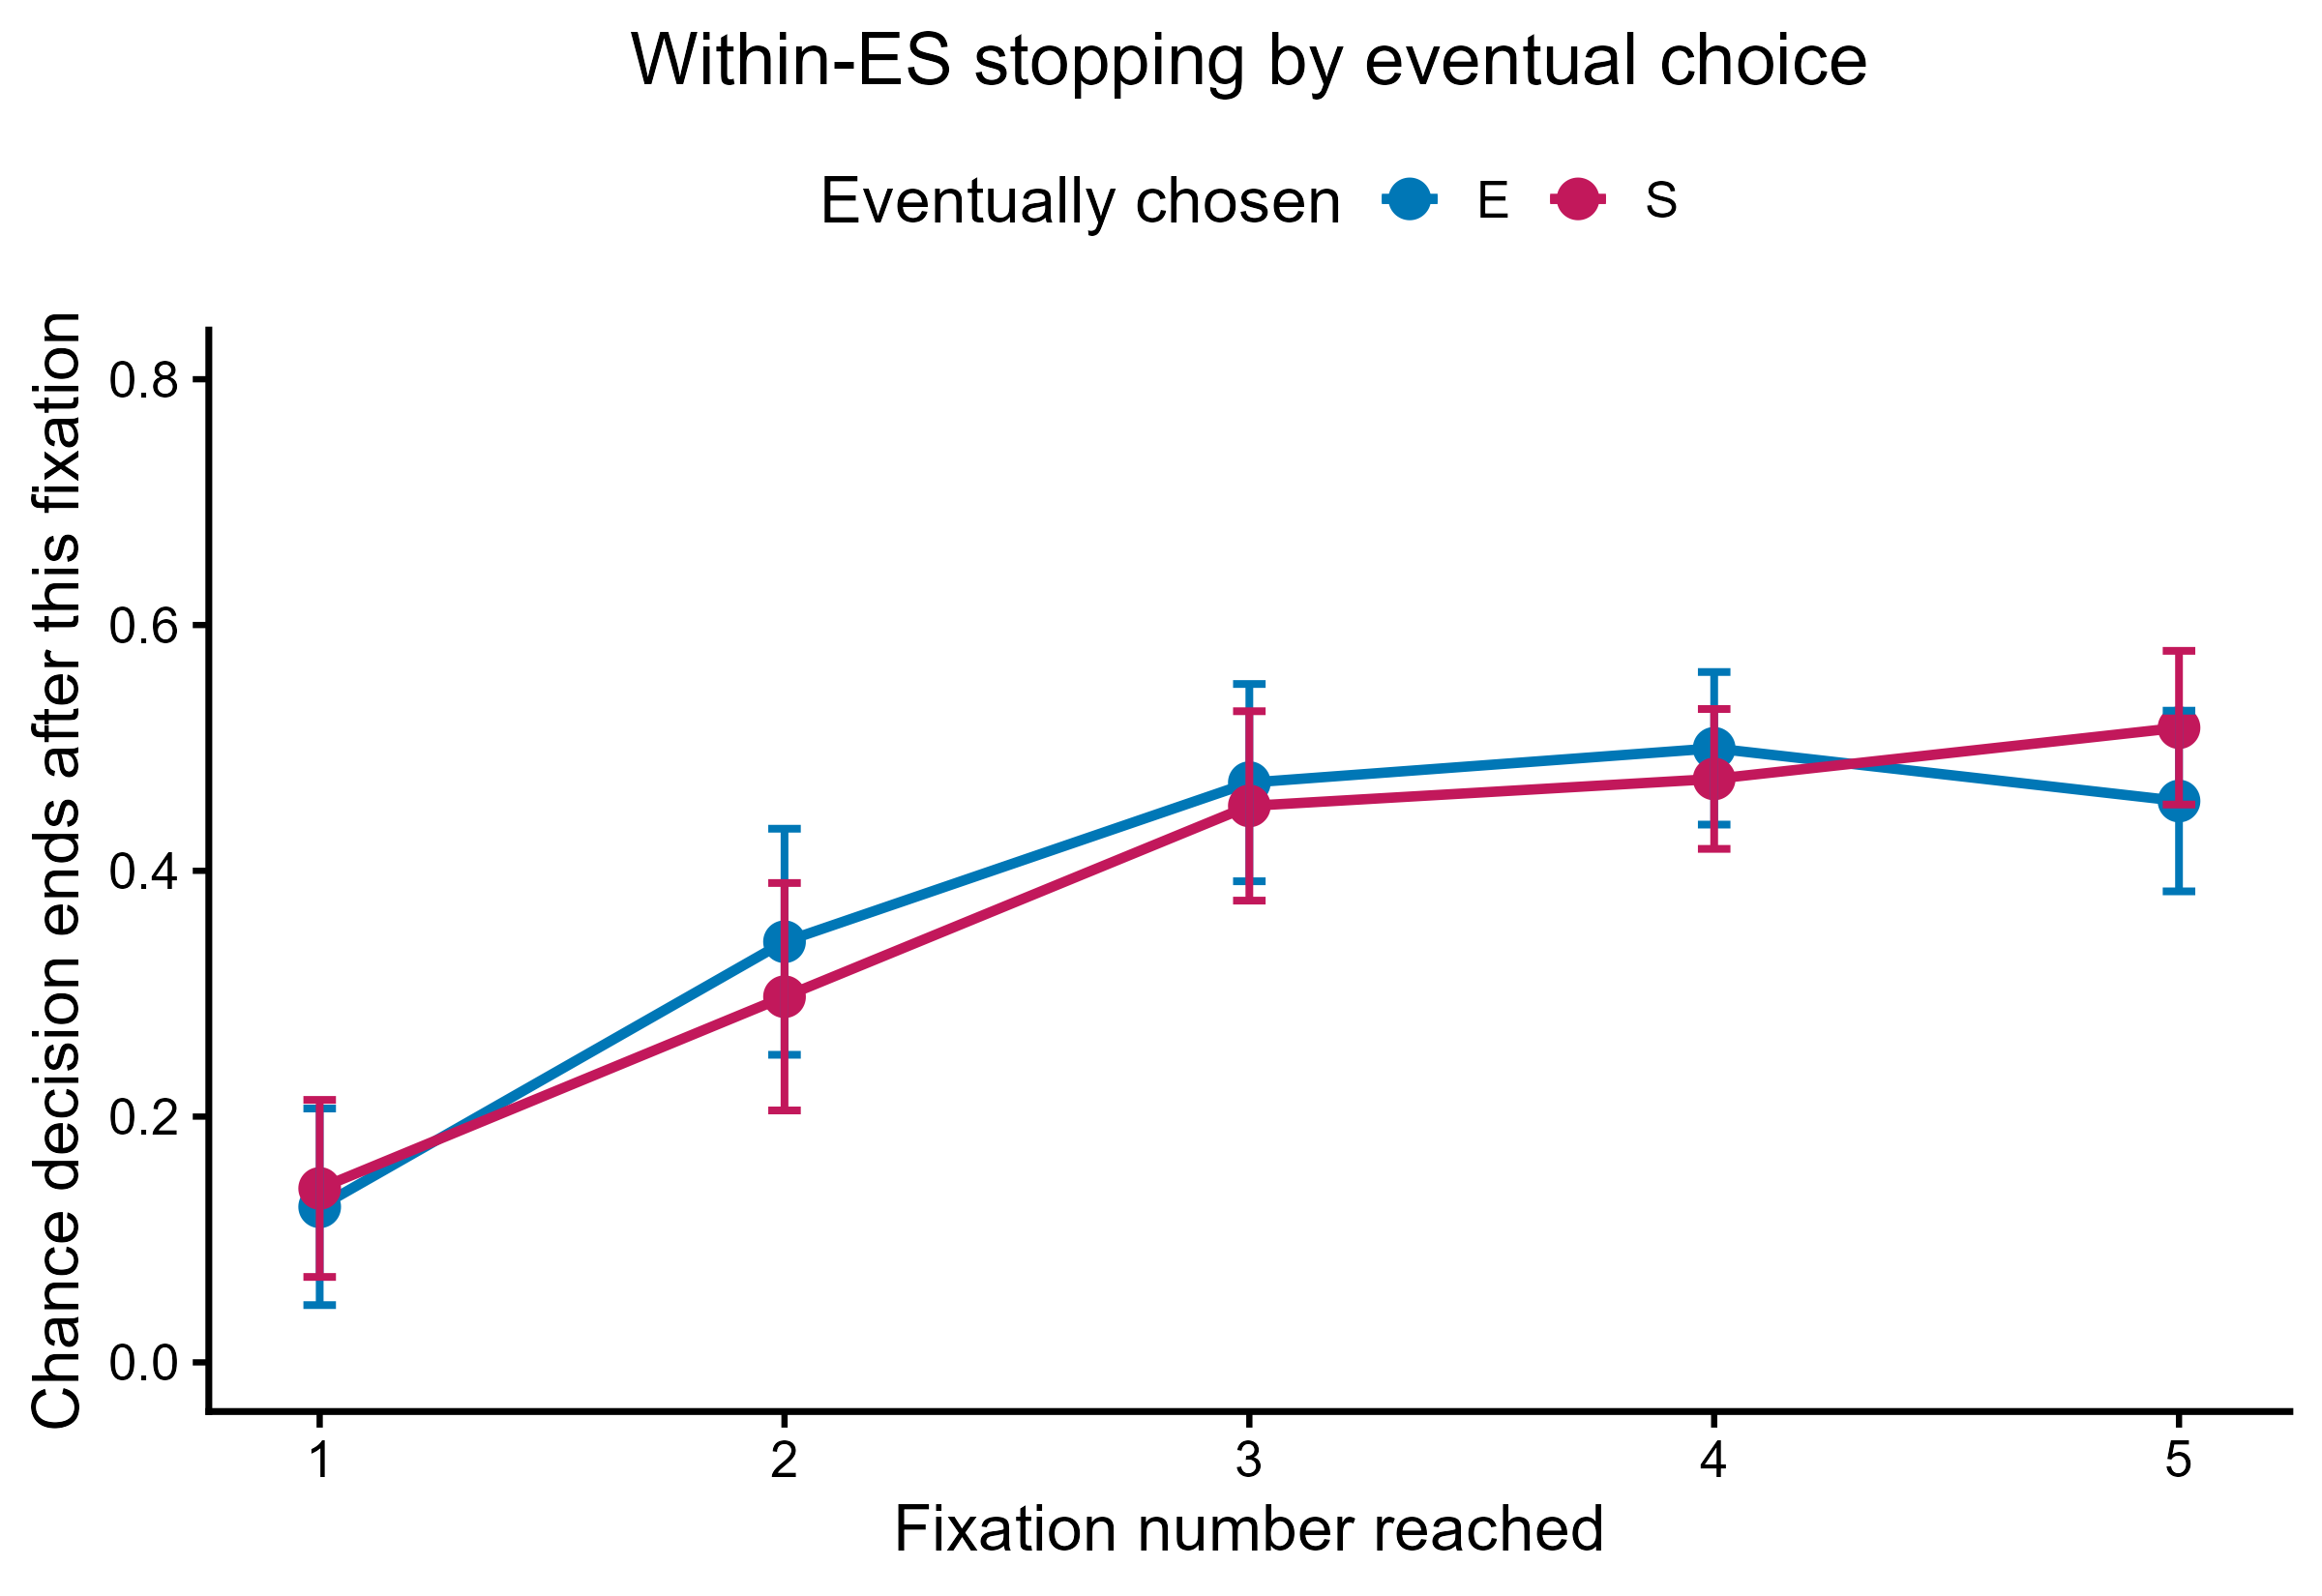 Within-ES stopping by eventual choice
Eventually chosen E S
Chance decision ends after this fixation
0.8
0.6
0.4
0.2
0.0
1 2 3 4 5
Fixation number reached